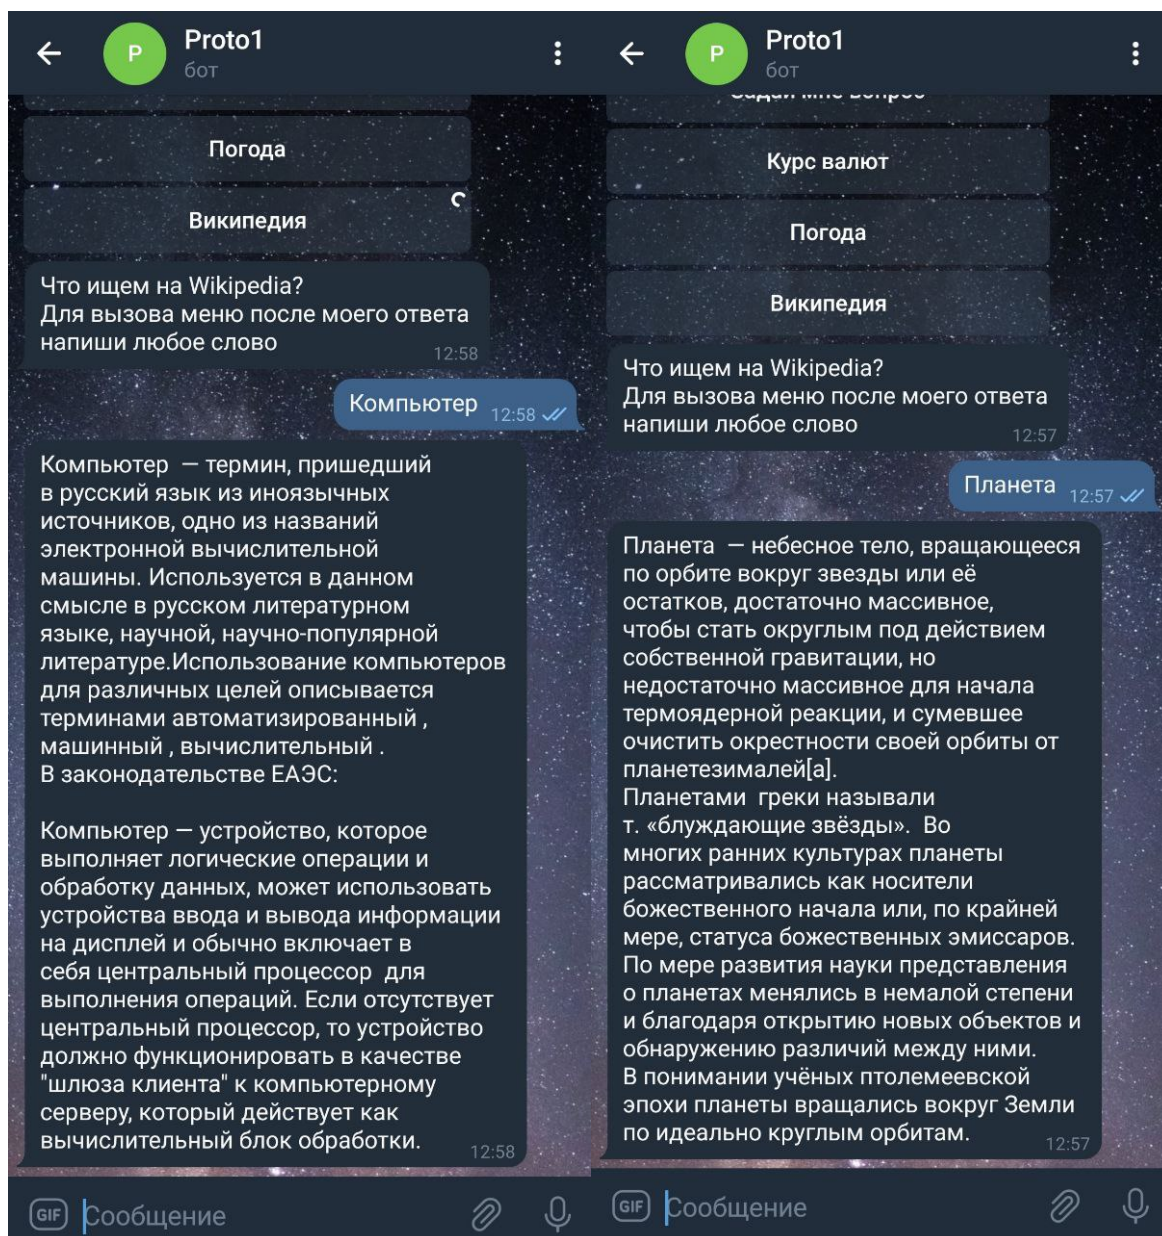 Proto1
P
бот
Погода
Википедия
Что ищем на Wikipedia?
Для вызова меню после моего ответа
напиши любое слово
12:58
Компьютер 12:58
Компьютер — термин, пришедший
в русский язык из иноязычных
источников, одно из названий
электронной вычислительной
машины. Используется в данном
смысле в русском литературном
языке, научной, научно-популярной
литературе.Использование компьютеров
для различных целей описывается
терминами автоматизированный ,
машинный , вычислительный .
В законодательстве ЕАЭС:
Компьютер — устройство, которое
выполняет логические операции и
обработку данных, может использовать
устройства ввода и вывода информации
на дисплей и обычно включает в
себя центральный процессор для
выполнения операций. Если отсутствует
центральный процессор, то устройство
должно функционировать в качестве
"шлюза клиента" к компьютерному
серверу, который действует как
вычислительный блок обработки.
12:58
GIF Сообщение
Proto1
P
бот
Задай мне вопрос
Курс валют
Погода
Википедия
Что ищем на Wikipedia?
Для вызова меню после моего ответа
напиши любое слово
12:57
Планета 12:57
Планета — небесное тело, вращающееся
по орбите вокруг звезды или её
остатков, достаточно массивное,
чтобы стать округлым под действием
собственной гравитации, но
недостаточно массивное для начала
термоядерной реакции, и сумевшее
очистить окрестности своей орбиты от
планетезималей[a].
Планетами греки называли
т. «блуждающие звёзды». Во
многих ранних культурах планеты
рассматривались как носители
божественного начала или, по крайней
мере, статуса божественных эмиссаров.
По мере развития науки представления
о планетах менялись в немалой степени
и благодаря открытию новых объектов и
обнаружению различий между ними.
В понимании учёных птолемеевской
эпохи планеты вращались вокруг Земли
по идеально круглым орбитам.
12:57
GIF Сообщение